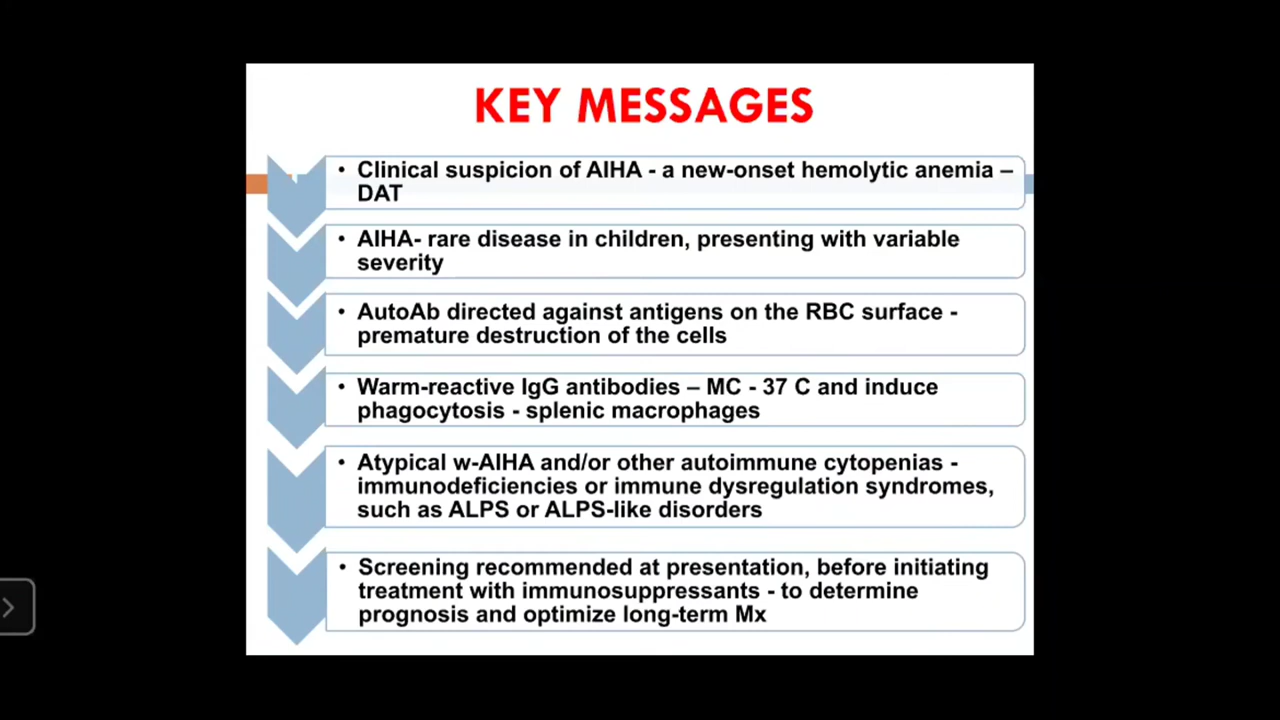 KEY MESSAGES
• Clinical suspicion of AIHA - a new-onset hemolytic anemia –
DAT
• AIHA- rare disease in children, presenting with variable
severity
• AutoAb directed against antigens on the RBC surface -
premature destruction of the cells
• Warm-reactive IgG antibodies – MC - 37 C and induce
phagocytosis - splenic macrophages
• Atypical w-AIHA and/or other autoimmune cytopenias -
immunodeficiencies or immune dysregulation syndromes,
such as ALPS or ALPS-like disorders
• Screening recommended at presentation, before initiating
treatment with immunosuppressants - to determine
prognosis and optimize long-term Mx